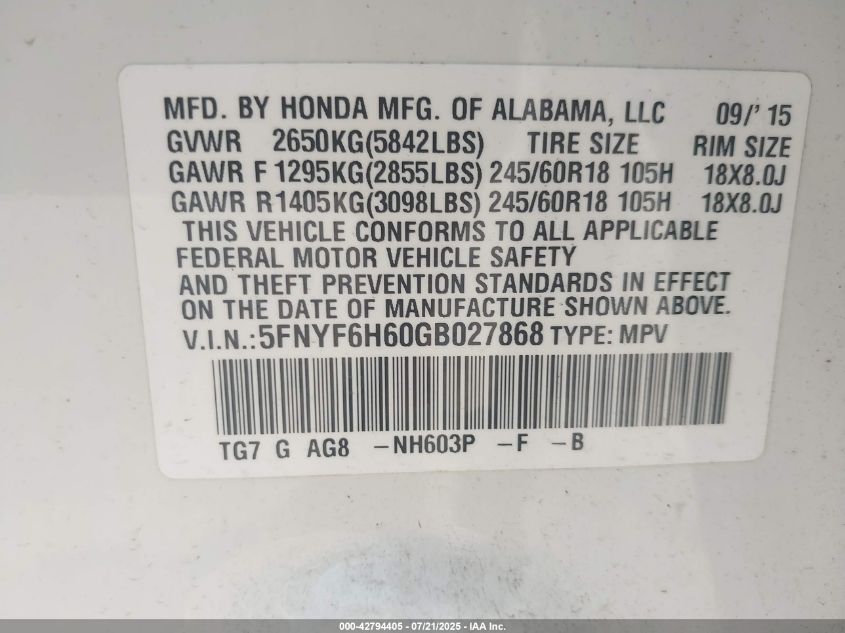 MFD. BY HONDA MFG. OF ALABAMA, LLC 09/' 15
GVWR 2650KG(5842LBS) TIRE SIZE RIM SIZE
GAWR F 1295KG(2855LBS) 245/60R18 105H 18X8.0J
GAWR R1405KG(3098LBS) 245/60R18 105H 18X8.0J
THIS VEHICLE CONFORMS TO ALL APPLICABLE
FEDERAL MOTOR VEHICLE SAFETY
AND THEFT PREVENTION STANDARDS IN EFFECT
ON THE DATE OF MANUFACTURE SHOWN ABOVE.
V.I.N.:5FNYF6H60GB027868 TYPE: MPV
TG7 G AG8 -NH603P -F -B
000-42794405 - 07/21/2025 - IAA Inc.